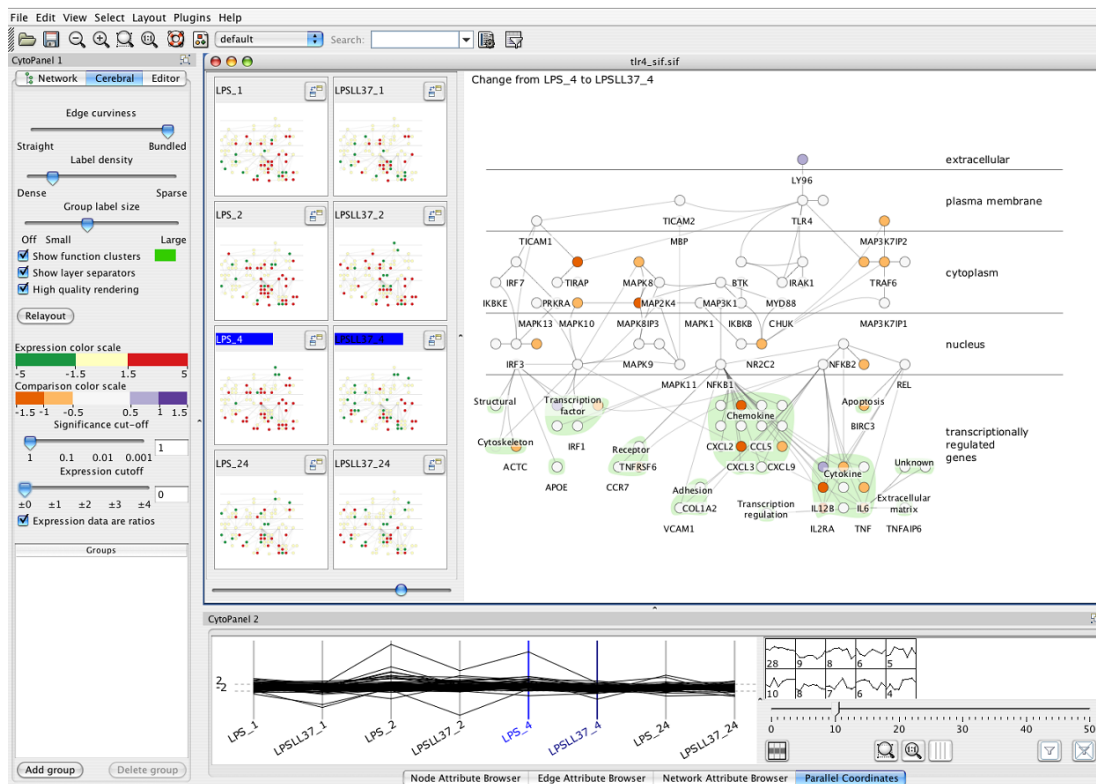 File Edit View Select Layout Plugins Help
default
Search:
CytoPanel 1
tlr4_sif.sif
Network Cerebral Editor
Edge curviness
Straight Bundled
Label density
Dense Sparse
Group label size
Off Small Large
Show function clusters
Show layer separators
High quality rendering
Relayout
Expression color scale
-5 -1.5 1.5 5
Comparison color scale
-1.5 -1 -0.5 0.5 1 1.5
Significance cut-off
1
1 0.1 0.01 0.001
Expression cutoff
0
±0 ±1 ±2 ±3 ±4
Expression data are ratios
Groups
Add group Delete group
LPS_1 LPSLL37_1
LPS_2 LPSLL37_2
LPS_4 LPSLL37_4
LPS_24 LPSLL37_24
Change from LPS_4 to LPSLL37_4
extracellular
LY96
plasma membrane
TICAM2 TLR4
TICAM1 MBP MAP3K7IP2
cytoplasm
IRF7 TIRAP MAPK8 BTK IRAK1 TRAF6
IKBKE PRKRA MAP2K4 MAP3K1 MYD88
MAPK13 MAPK10 MAPK8IP3 MAPK1 IKBKB CHUK MAP3K7IP1
nucleus
IRF3 MAPK9 NR2C2 NFKB2
MAPK11 NFKB1 REL
Structural Transcription factor Chemokine Apoptosis
BIRC3
transcriptionally regulated genes
Cytoskeleton IRF1 Receptor CXCL2 CCL5
ACTC TNFRSF6 CXCL3 CXCL9 Cytokine Unknown
APOE CCR7 Adhesion
COL1A2 Transcription regulation IL12B IL6 Extracellular matrix
VCAM1 IL2RA TNF TNFAIP6
CytoPanel 2
2
-2
LPS_1 LPSLL37_1 LPS_2 LPSLL37_2 LPS_4 LPSLL37_4 LPS_24 LPSLL37_24
28 9 8 6 5
10 8 7 6 4
0 10 20 30 40 50
Node Attribute Browser Edge Attribute Browser Network Attribute Browser Parallel Coordinates